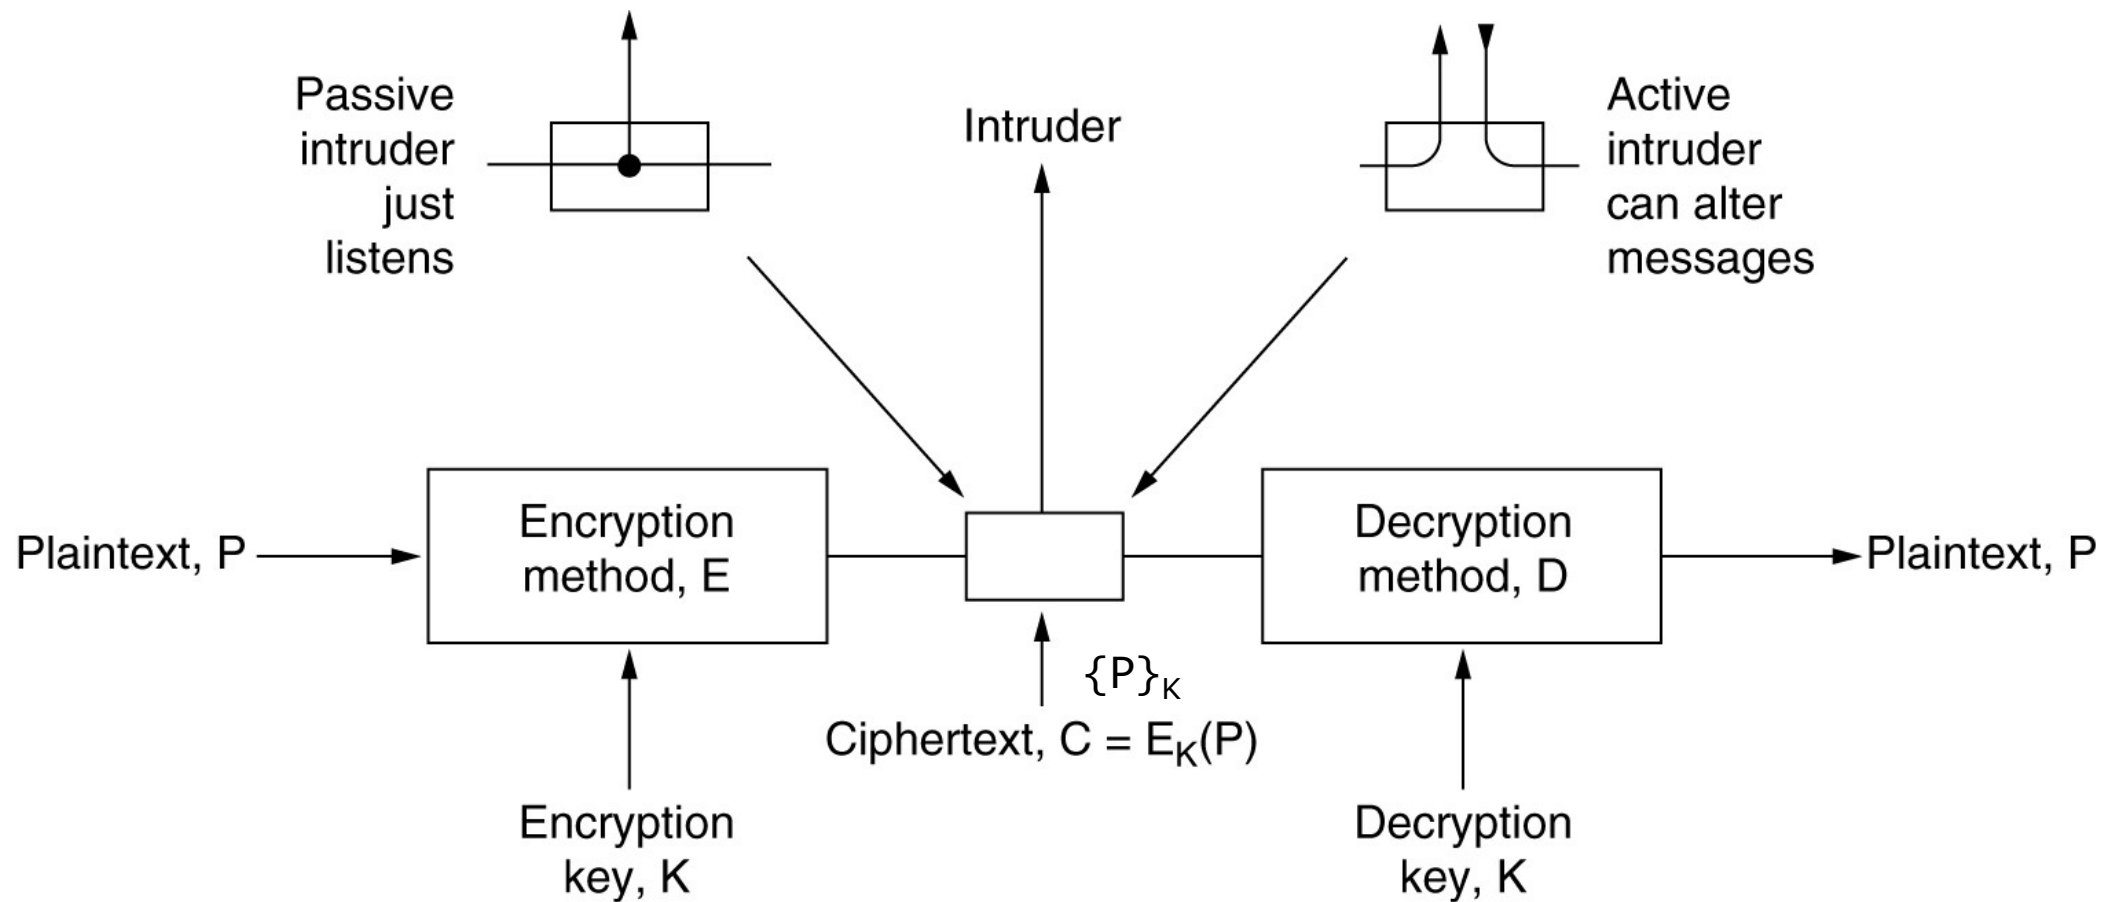 Passive
intruder
just
listens
Intruder
Active
intruder
can alter
messages
Plaintext, P
Encryption
method, E
Decryption
method, D
Plaintext, P
{P}K
Ciphertext, C = EK(P)
Encryption
key, K
Decryption
key, K